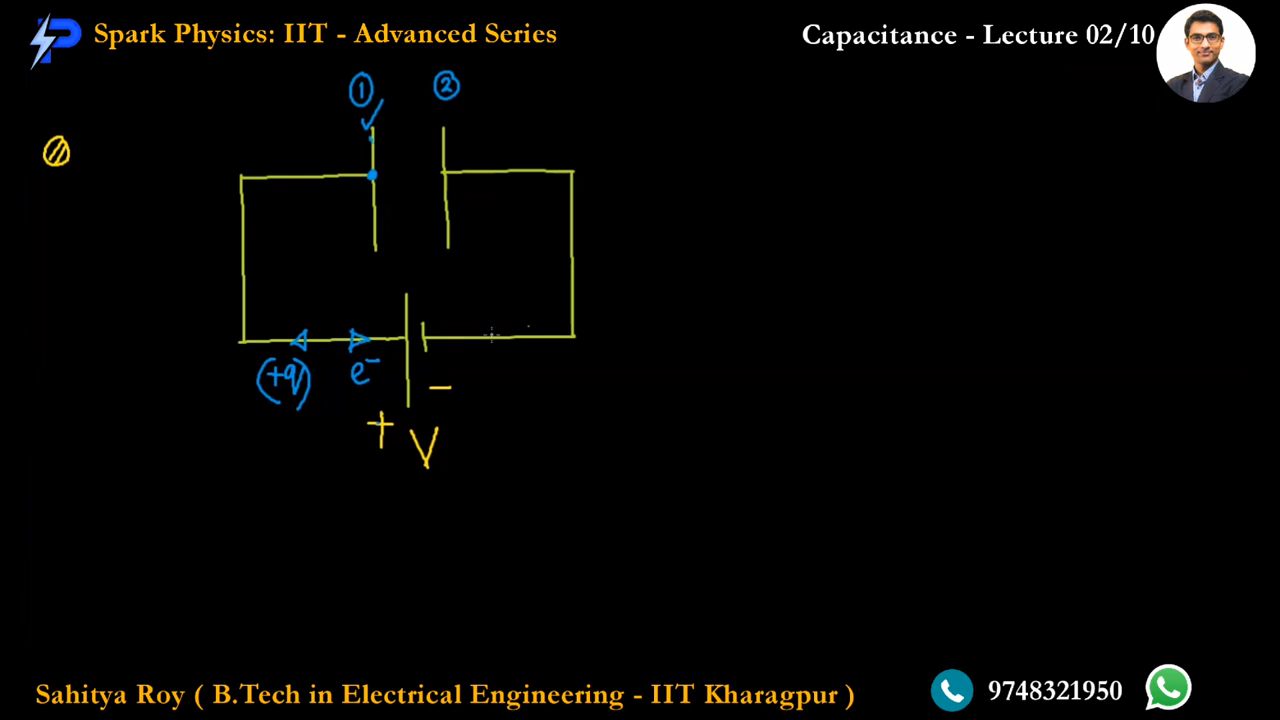 Spark Physics: IIT - Advanced Series
Capacitance - Lecture 02/10
① ②
(+q) e⁻
−
+ V
Sahitya Roy ( B.Tech in Electrical Engineering - IIT Kharagpur )
9748321950